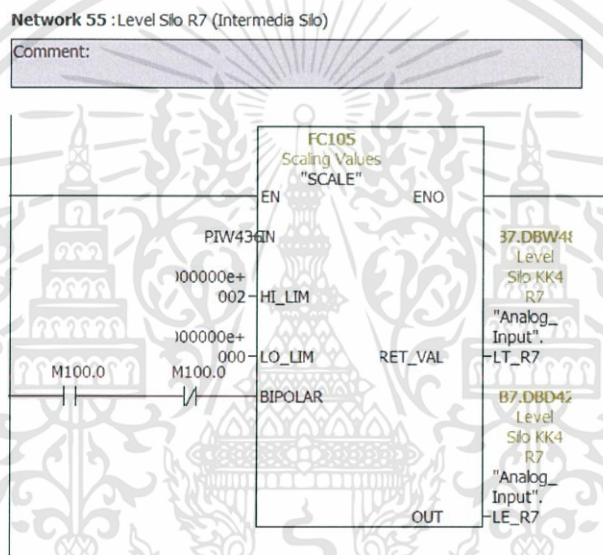 Network 55 : Level Silo R7 (Intermedia Silo)
Comment:
FC105
Scaling Values
"SCALE"
EN ENO
PIW436 IN
)00000e+
002 HI_LIM
)00000e+
000 LO_LIM
M100.0 M100.0
BIPOLAR
RET_VAL
37.DBW48
Level
Silo KK4
R7
"Analog_
Input".
LT_R7
B7.DBD42
Level
Silo KK4
R7
"Analog_
Input".
OUT LE_R7